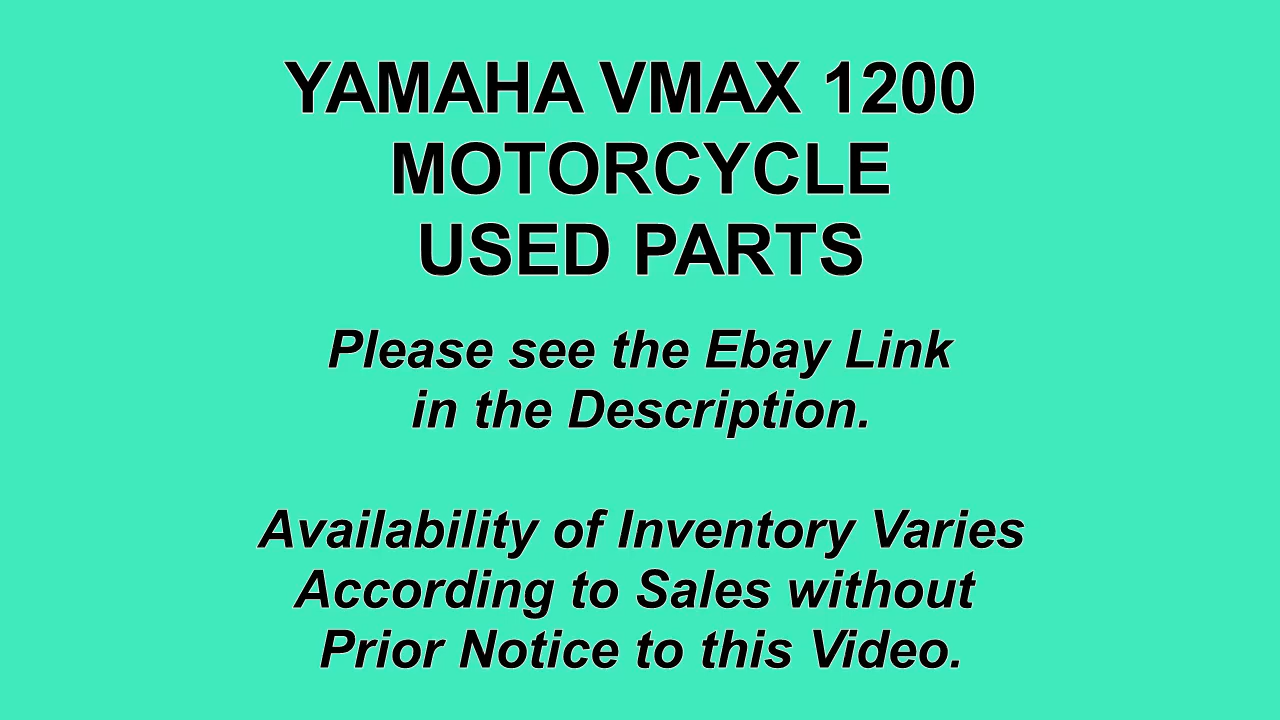 YAMAHA VMAX 1200
MOTORCYCLE
USED PARTS
Please see the Ebay Link
in the Description.
Availability of Inventory Varies
According to Sales without
Prior Notice to this Video.